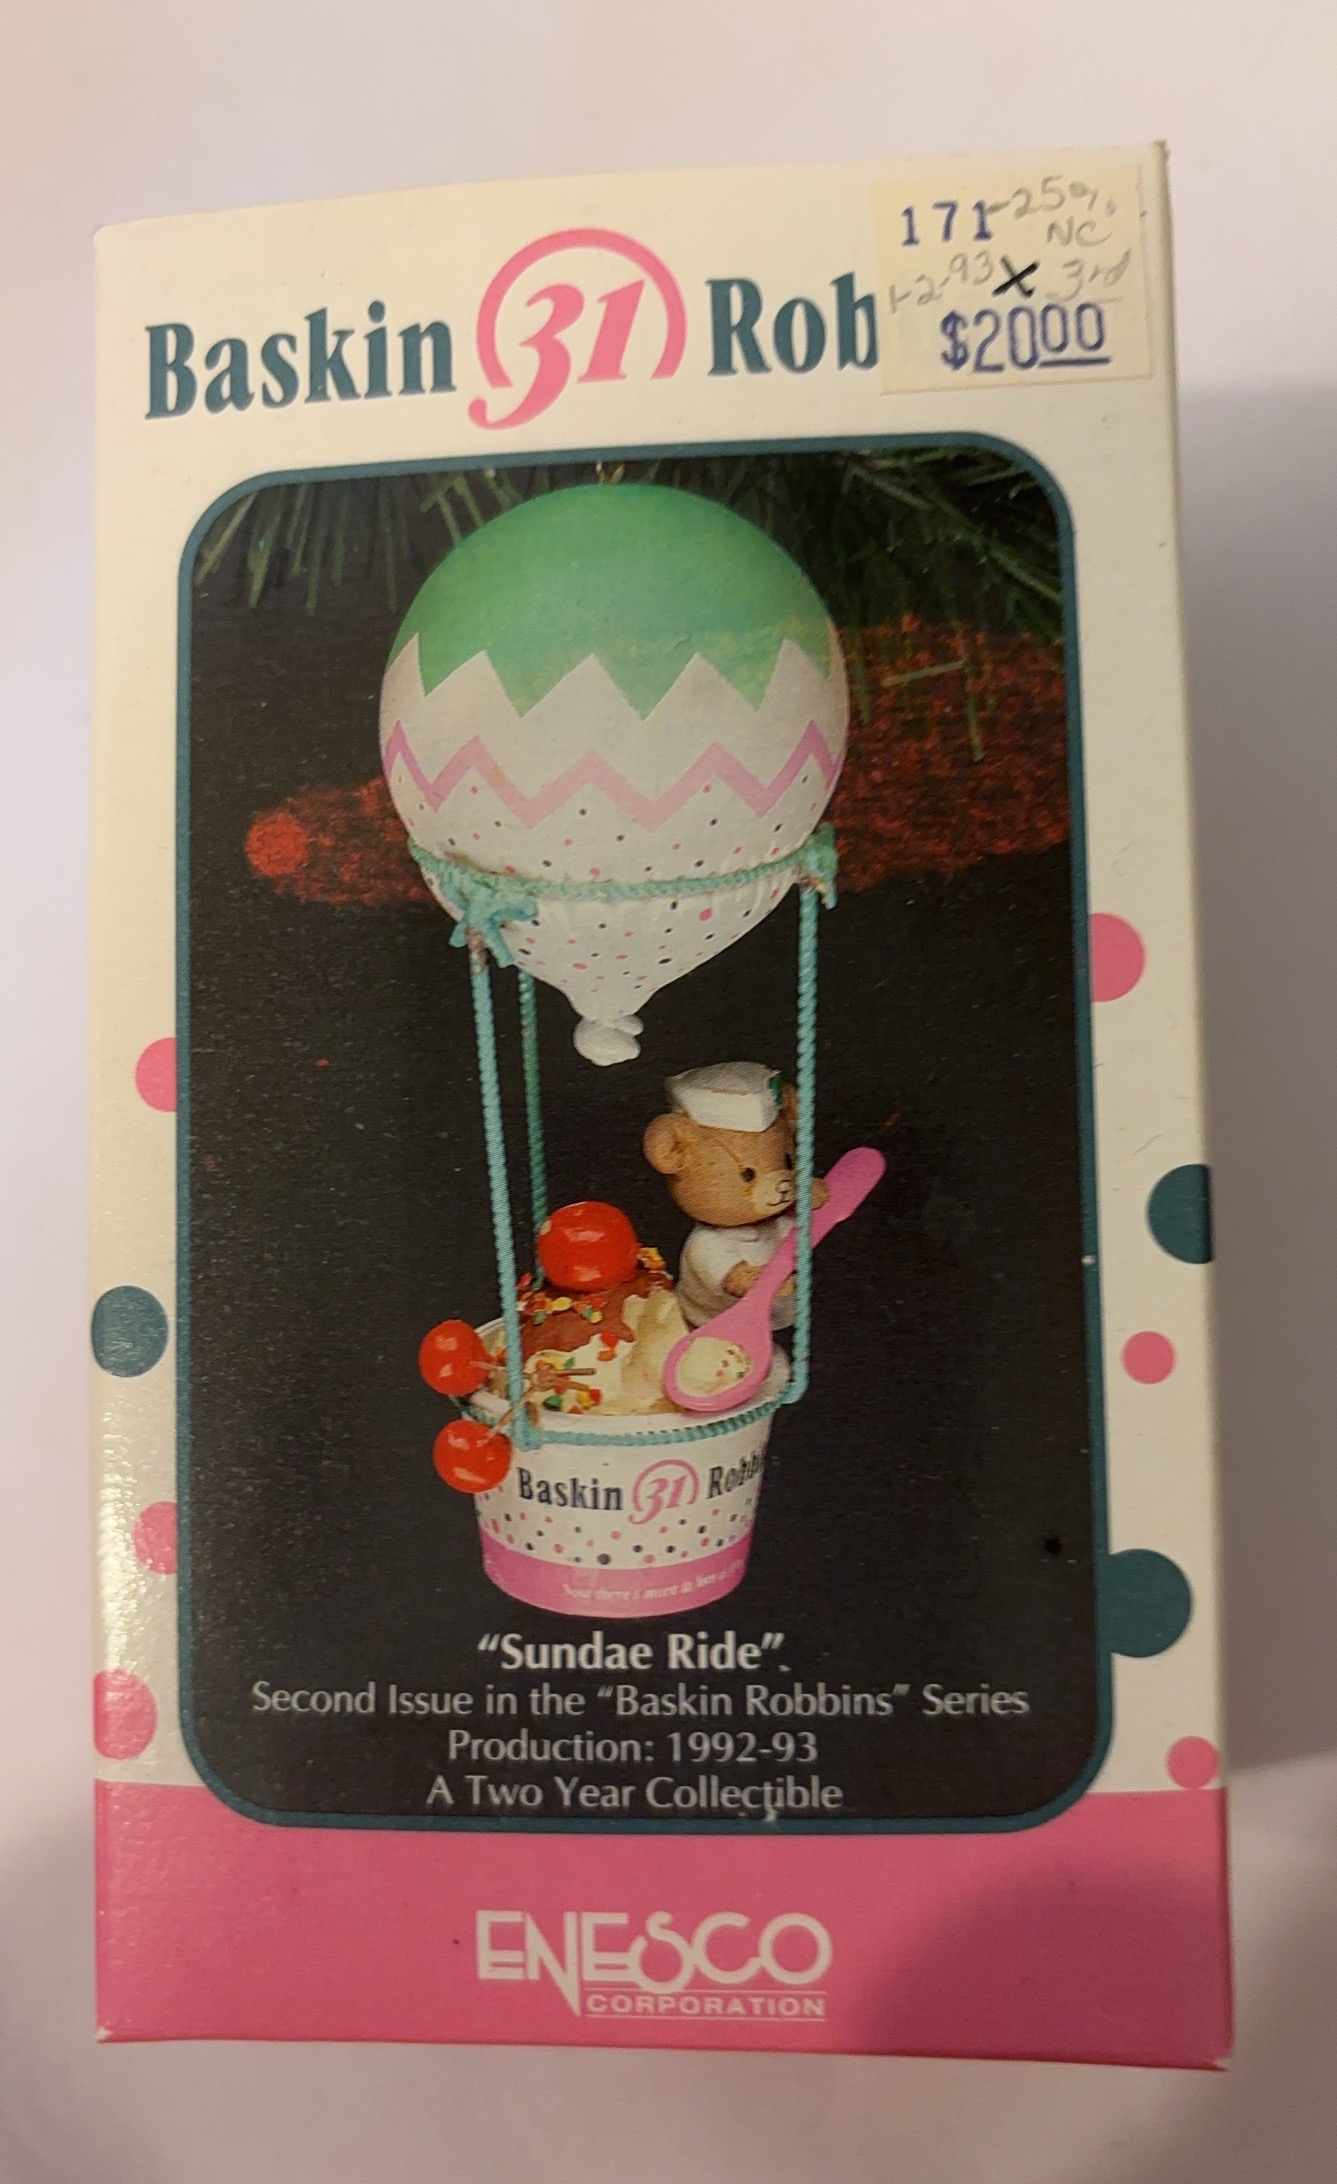 171 -25%
NC
1-2-93 X 3rd
$20.00
Baskin 31 Rob
Baskin 31 Robbi
"Sundae Ride".
Second Issue in the "Baskin Robbins" Series
Production: 1992-93
A Two Year Collectible
ENESCO
CORPORATION